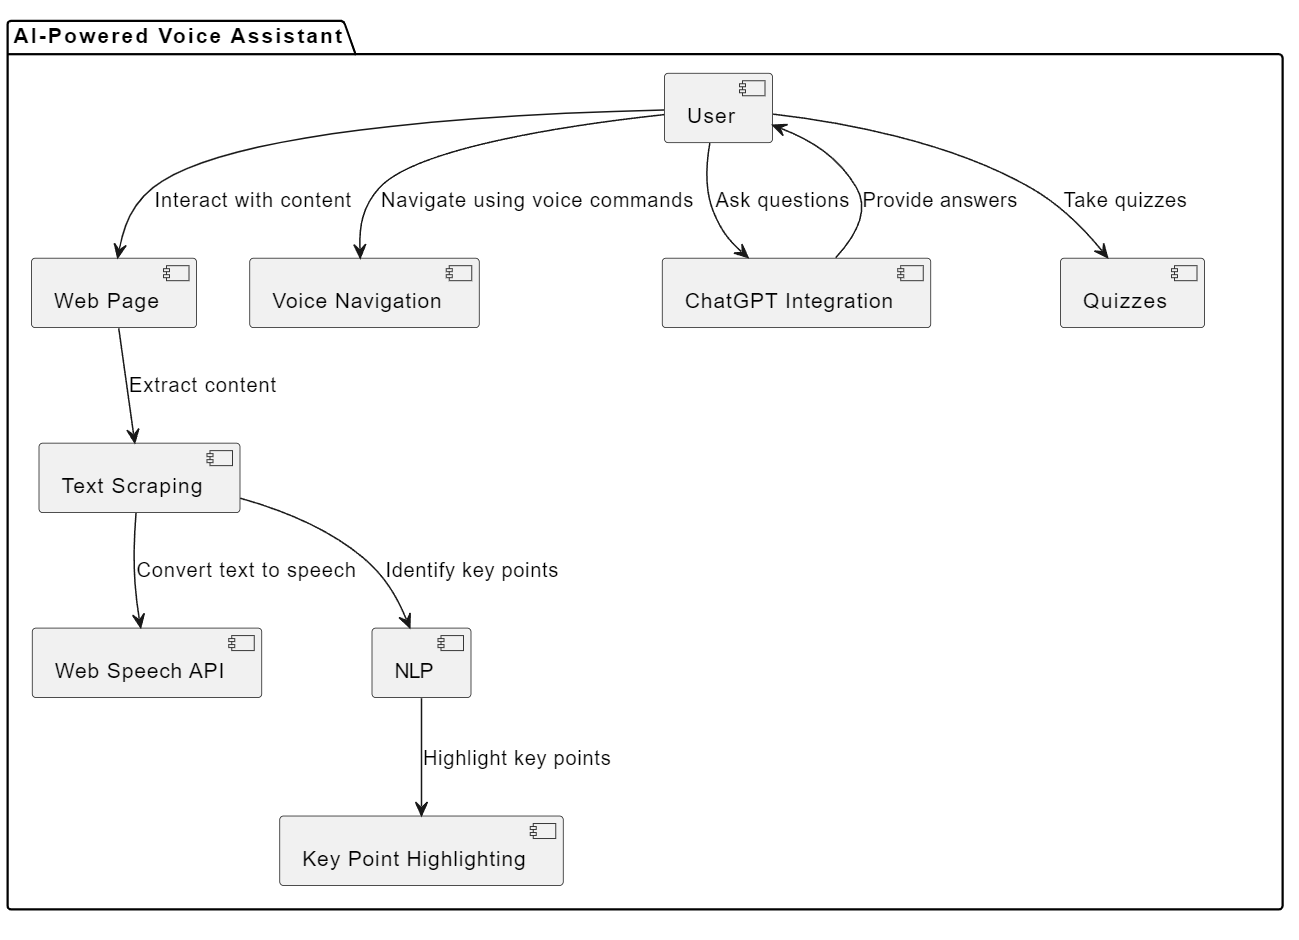 AI-Powered Voice Assistant
User
Interact with content
Navigate using voice commands
Ask questions
Provide answers
Take quizzes
Web Page
Voice Navigation
ChatGPT Integration
Quizzes
Extract content
Text Scraping
Convert text to speech
Identify key points
Web Speech API
NLP
Highlight key points
Key Point Highlighting